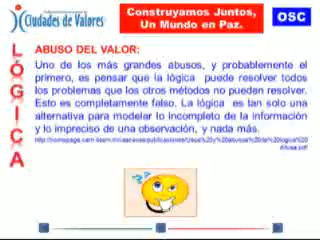 Ciudades de Valores
Construyamos Juntos,
Un Mundo en Paz.
OSC
LÓGICA
ABUSO DEL VALOR:
Uno de los más grandes abusos, y probablemente el
primero, es pensar que la lógica puede resolver todos
los problemas que los otros métodos no pueden resolver.
Esto es completamente falso. La lógica es tan solo una
alternativa para modelar lo incompleto de la información
y lo impreciso de una observación, y nada más.